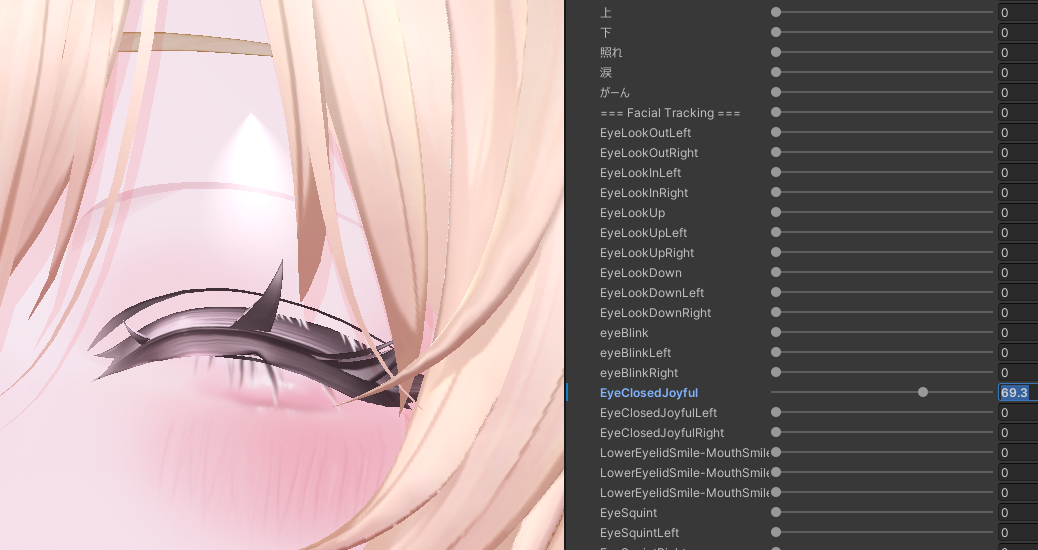 上 0
下 0
照れ 0
涙 0
がーん 0
=== Facial Tracking === 0
EyeLookOutLeft 0
EyeLookOutRight 0
EyeLookInLeft 0
EyeLookInRight 0
EyeLookUp 0
EyeLookUpLeft 0
EyeLookUpRight 0
EyeLookDown 0
EyeLookDownLeft 0
EyeLookDownRight 0
eyeBlink 0
eyeBlinkLeft 0
eyeBlinkRight 0
EyeClosedJoyful 69.3
EyeClosedJoyfulLeft 0
EyeClosedJoyfulRight 0
LowerEyelidSmile-MouthSmile 0
LowerEyelidSmile-MouthSmile 0
LowerEyelidSmile-MouthSmile 0
EyeSquint 0
EyeSquintLeft 0